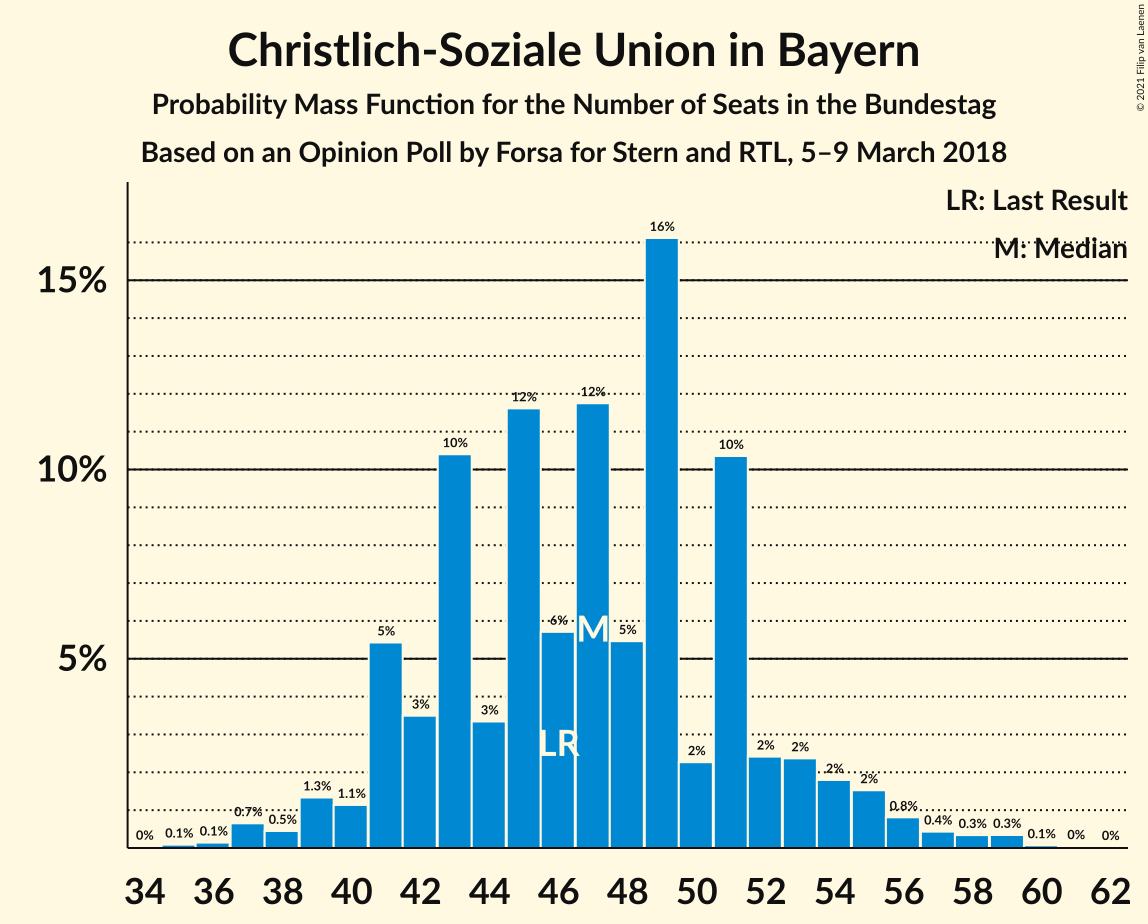 Christlich-Soziale Union in Bayern
Probability Mass Function for the Number of Seats in the Bundestag
Based on an Opinion Poll by Forsa for Stern and RTL, 5–9 March 2018
© 2021 Filip van Laenen
LR: Last Result
M: Median
15%
10%
5%
0% 0.1% 0.1% 0.7% 0.5% 1.3% 1.1% 5% 3% 10% 3% 12% 6% 12% 5% 16% 2% 10% 2% 2% 2% 2% 0.8% 0.4% 0.3% 0.3% 0.1% 0% 0%
M
LR
34 36 38 40 42 44 46 48 50 52 54 56 58 60 62